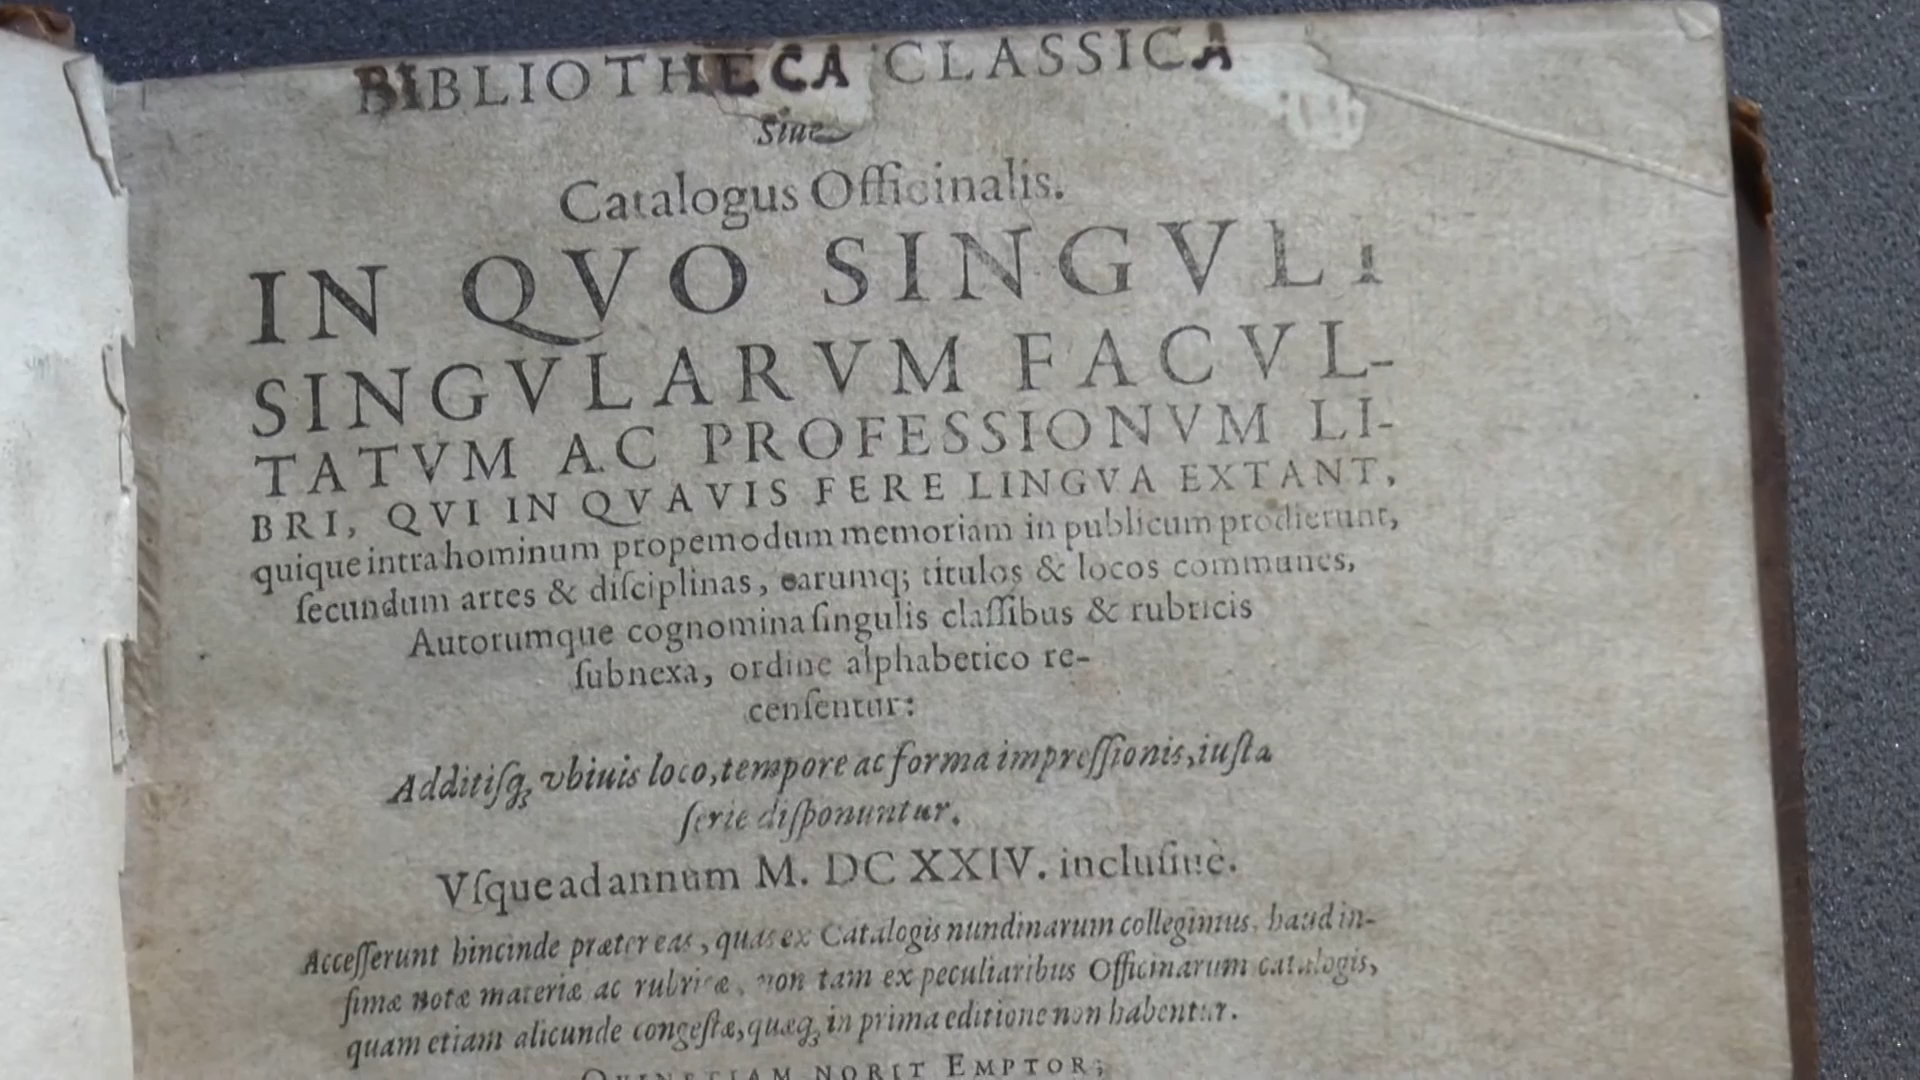 BIBLIOTHECA CLASSICA
Siue
Catalogus Officinalis.
IN QVO SINGVLI
SINGVLARVM FACVL-
TATVM AC PROFESSIONVM LI-
BRI, QVI IN QVAVIS FERE LINGVA EXTANT,
quique intra hominum propemodum memoriam in publicum prodierunt,
ſecundum artes & diſciplinas, earumq; titulos & locos communes,
Autorumque cognomina ſingulis claſſibus & rubricis
ſubnexa, ordine alphabetico re-
cenſentur:
Additiſq; vbiuis loco, tempore ac forma impreſſionis, iuſta
ſerie diſponuntur.
Vſque ad annum M. DC XXIV. incluſiuè.
Acceſſerunt hincinde præter eas, quas ex Catalogis nundinarum collegimus, haud in-
fimæ notæ materiæ ac rubricæ, non tam ex peculiaribus Officinarum catalogis,
quam etiam alicunde congeſtæ, quæq; in prima editione non habentur.
QVINETIAM NORIT EMPTOR;